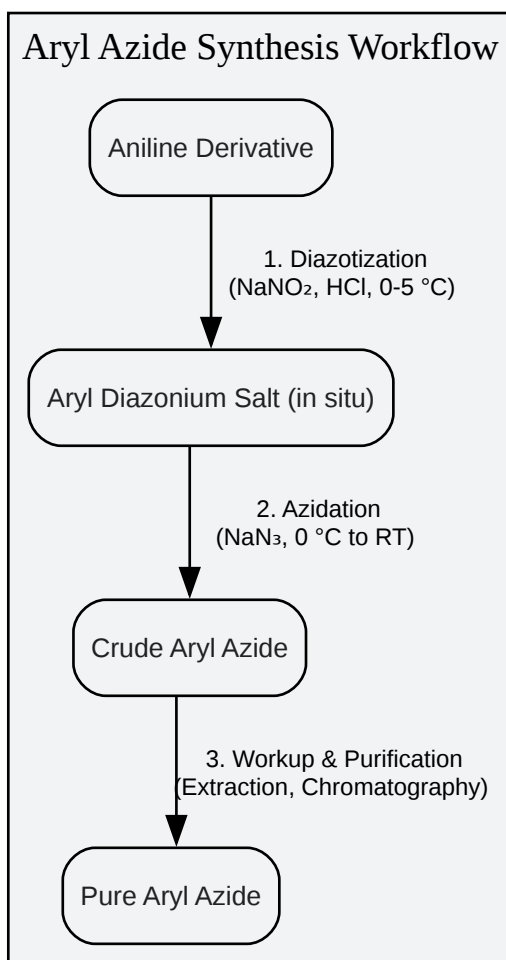 Aryl Azide Synthesis Workflow
Aniline Derivative
1. Diazotization
(NaNO₂, HCl, 0-5 °C)
Aryl Diazonium Salt (in situ)
2. Azidation
(NaN₃, 0 °C to RT)
Crude Aryl Azide
3. Workup & Purification
(Extraction, Chromatography)
Pure Aryl Azide